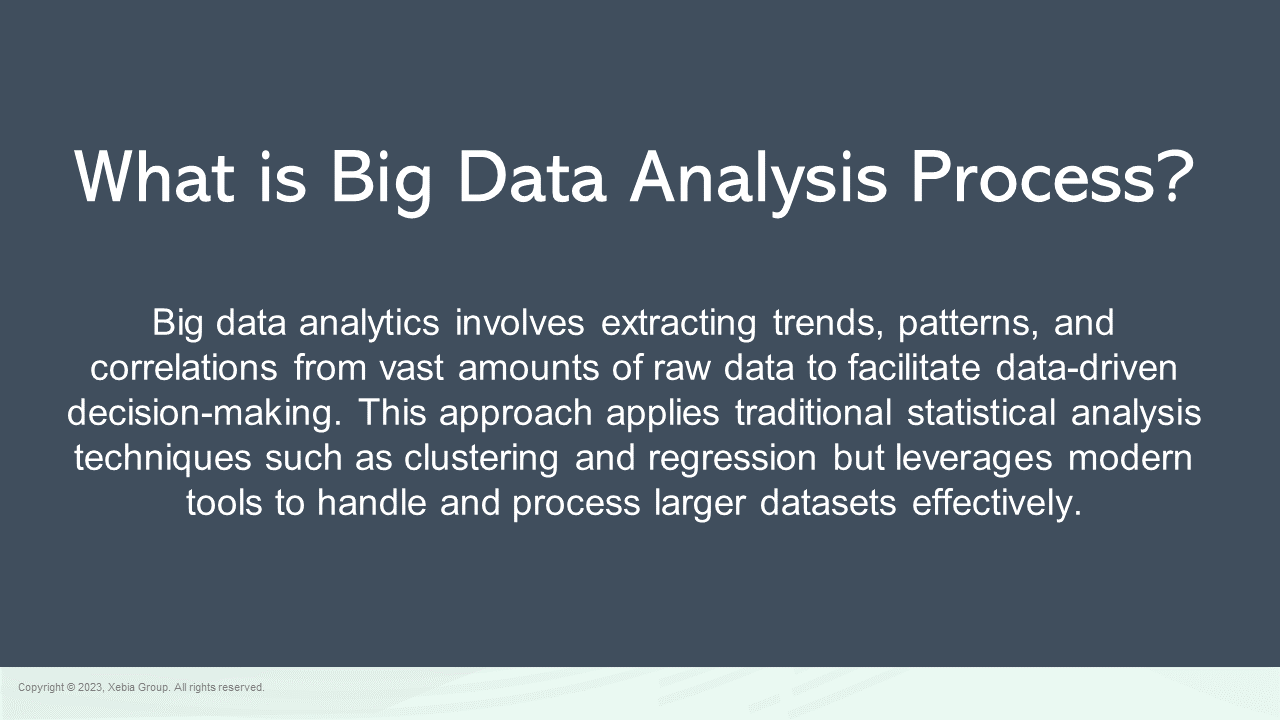 What is Big Data Analysis Process?
Big data analytics involves extracting trends, patterns, and
correlations from vast amounts of raw data to facilitate data-driven
decision-making. This approach applies traditional statistical analysis
techniques such as clustering and regression but leverages modern
tools to handle and process larger datasets effectively.
Copyright © 2023, Xebia Group. All rights reserved.